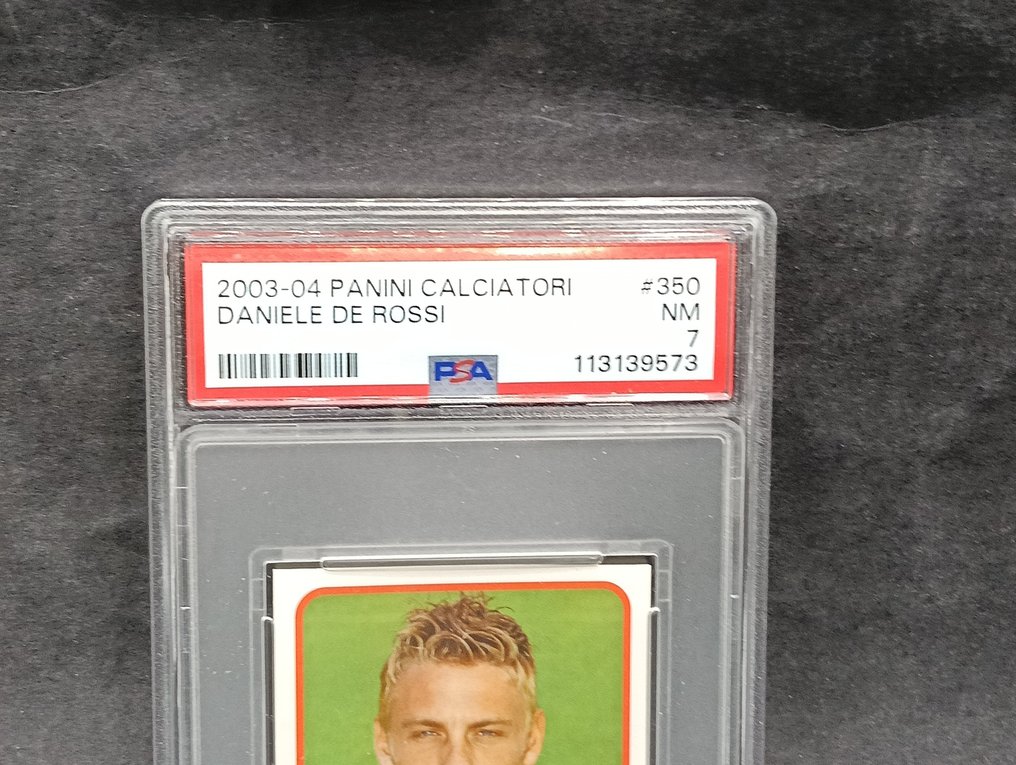 2003-04 PANINI CALCIATORI #350
DANIELE DE ROSSI NM
7
PSA 113139573